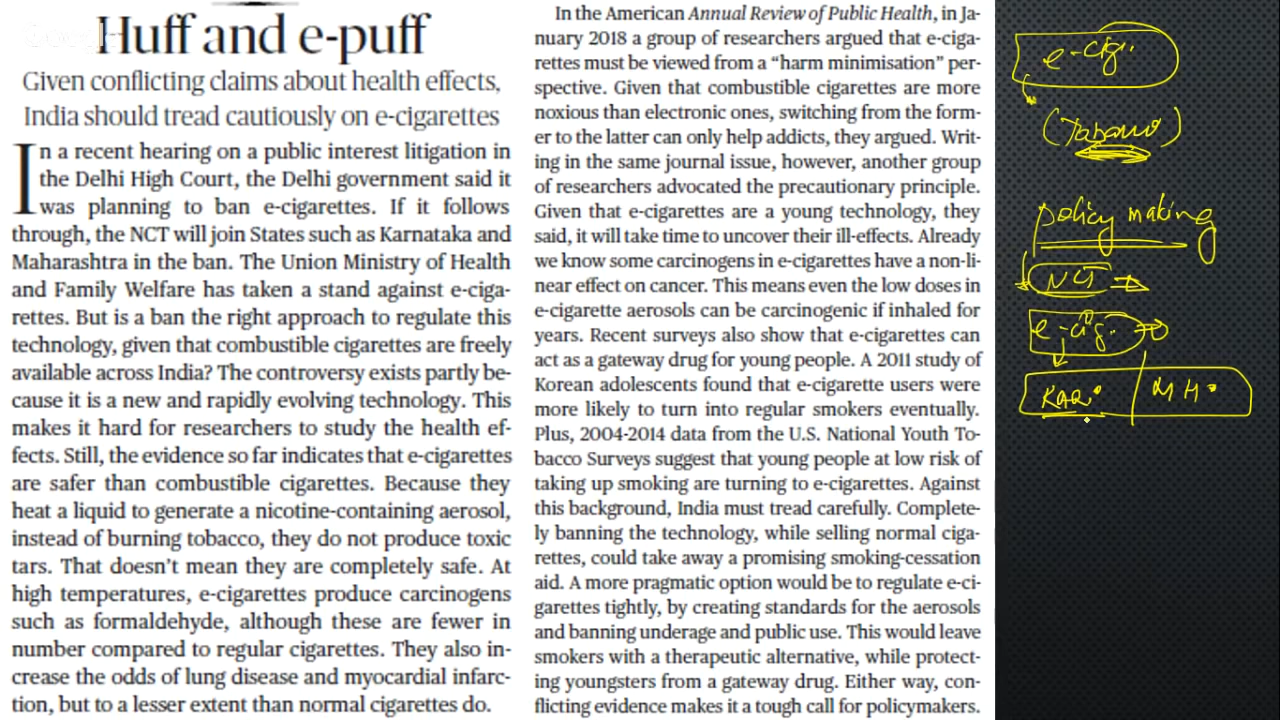 Huff and e-puff
Given conflicting claims about health effects,
India should tread cautiously on e-cigarettes
In a recent hearing on a public interest litigation in
the Delhi High Court, the Delhi government said it
was planning to ban e-cigarettes. If it follows
through, the NCT will join States such as Karnataka and
Maharashtra in the ban. The Union Ministry of Health
and Family Welfare has taken a stand against e-ciga-
rettes. But is a ban the right approach to regulate this
technology, given that combustible cigarettes are freely
available across India? The controversy exists partly be-
cause it is a new and rapidly evolving technology. This
makes it hard for researchers to study the health ef-
fects. Still, the evidence so far indicates that e-cigarettes
are safer than combustible cigarettes. Because they
heat a liquid to generate a nicotine-containing aerosol,
instead of burning tobacco, they do not produce toxic
tars. That doesn't mean they are completely safe. At
high temperatures, e-cigarettes produce carcinogens
such as formaldehyde, although these are fewer in
number compared to regular cigarettes. They also in-
crease the odds of lung disease and myocardial infarc-
tion, but to a lesser extent than normal cigarettes do.
In the American Annual Review of Public Health, in Ja-
nuary 2018 a group of researchers argued that e-ciga-
rettes must be viewed from a “harm minimisation” per-
spective. Given that combustible cigarettes are more
noxious than electronic ones, switching from the form-
er to the latter can only help addicts, they argued. Writ-
ing in the same journal issue, however, another group
of researchers advocated the precautionary principle.
Given that e-cigarettes are a young technology, they
said, it will take time to uncover their ill-effects. Already
we know some carcinogens in e-cigarettes have a non-li-
near effect on cancer. This means even the low doses in
e-cigarette aerosols can be carcinogenic if inhaled for
years. Recent surveys also show that e-cigarettes can
act as a gateway drug for young people. A 2011 study of
Korean adolescents found that e-cigarette users were
more likely to turn into regular smokers eventually.
Plus, 2004-2014 data from the U.S. National Youth To-
bacco Surveys suggest that young people at low risk of
taking up smoking are turning to e-cigarettes. Against
this background, India must tread carefully. Complete-
ly banning the technology, while selling normal ciga-
rettes, could take away a promising smoking-cessation
aid. A more pragmatic option would be to regulate e-ci-
garettes tightly, by creating standards for the aerosols
and banning underage and public use. This would leave
smokers with a therapeutic alternative, while protect-
ing youngsters from a gateway drug. Either way, con-
flicting evidence makes it a tough call for policymakers.
e-cig.
policy making
NCT
e-cig.
KAR. MH.